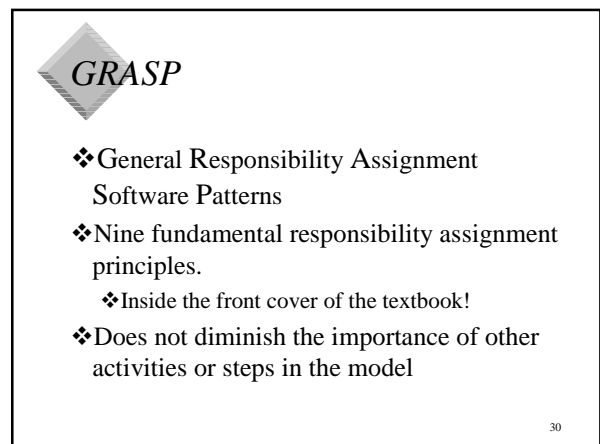 GRASP
❖General Responsibility Assignment
Software Patterns
❖Nine fundamental responsibility assignment
principles.
❖Inside the front cover of the textbook!
❖Does not diminish the importance of other
activities or steps in the model
30